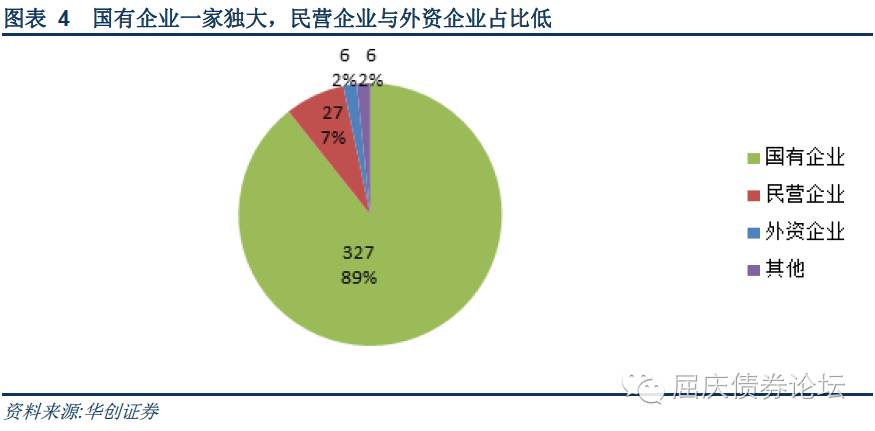 图表 4 国有企业一家独大，民营企业与外资企业占比低
6 6
2% 2%
27
7%
327
89%
国有企业
民营企业
外资企业
其他
屈庆债券论坛
资料来源:华创证券